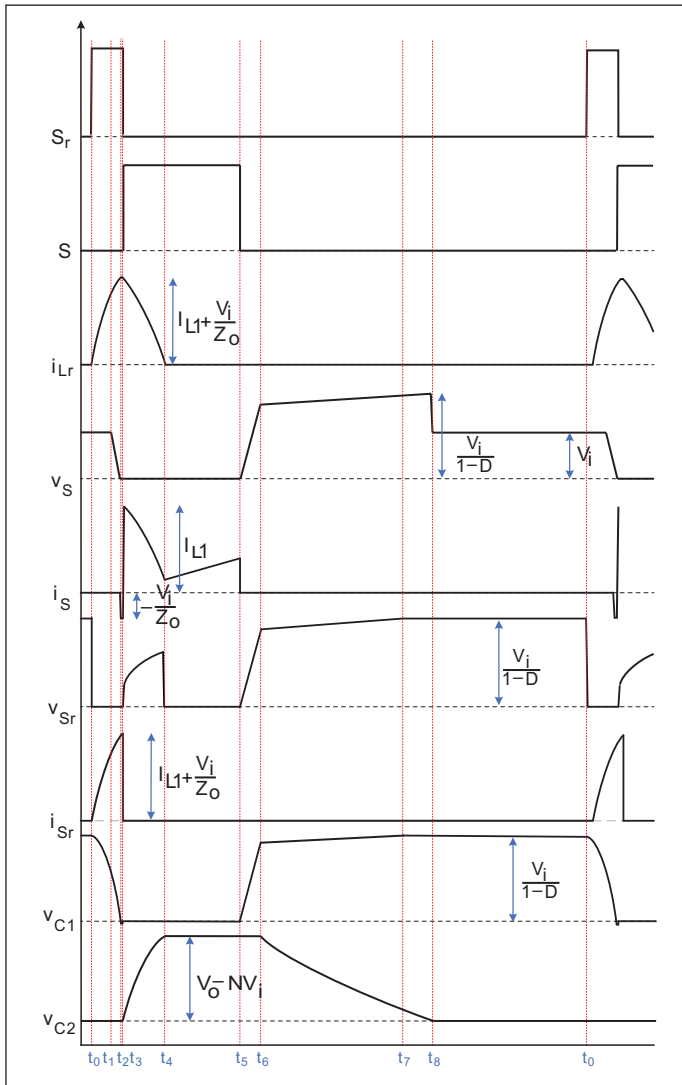 S_r
S
I_L1+V_i/Z_o
i_Lr
V_i/1−D
V_i
v_S
I_L1
i_S
−V_i/Z_o
V_i/1−D
v_Sr
I_L1+V_i/Z_o
i_Sr
V_i/1−D
v_C1
V_o−NV_i
v_C2
t_0 t_1 t_2 t_3 t_4 t_5 t_6 t_7 t_8 t_0